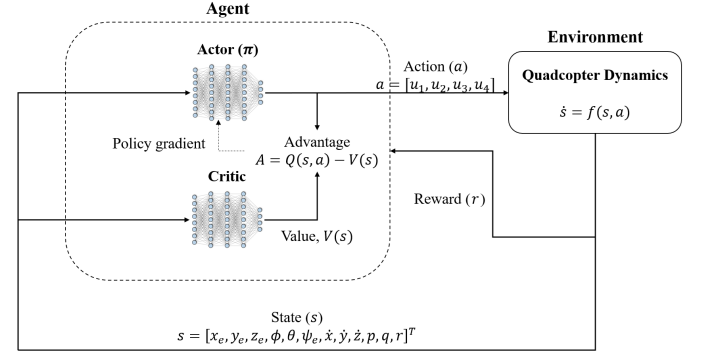 Agent
Actor (π)
Environment
Action (a)
a = [u₁, u₂, u₃, u₄]
Quadcopter Dynamics
ṡ = f(s, a)
Policy gradient
Advantage
A = Q(s, a) − V(s)
Critic
Reward (r)
Value, V(s)
State (s)
s = [xₑ, yₑ, zₑ, ϕ, θ, ψₑ, ẋ, ẏ, ż, p, q, r]ᵀ